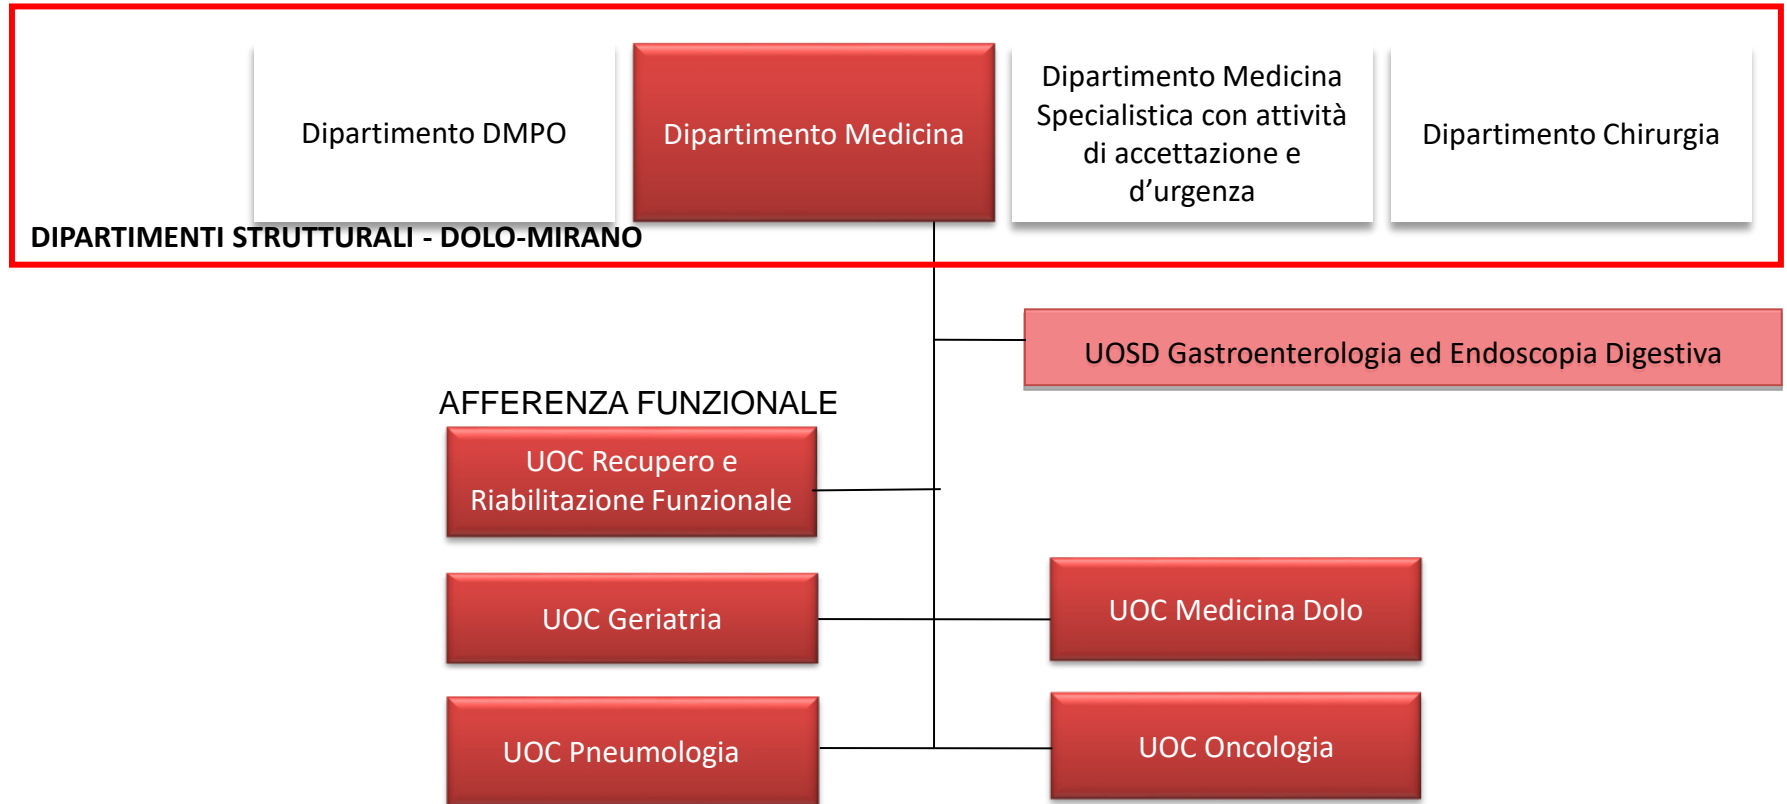 Dipartimento DMPO
Dipartimento Medicina
Dipartimento Medicina
Specialistica con attività
di accettazione e
d’urgenza
Dipartimento Chirurgia
DIPARTIMENTI STRUTTURALI - DOLO-MIRANO
UOSD Gastroenterologia ed Endoscopia Digestiva
AFFERENZA FUNZIONALE
UOC Recupero e
Riabilitazione Funzionale
UOC Geriatria
UOC Medicina Dolo
UOC Pneumologia
UOC Oncologia